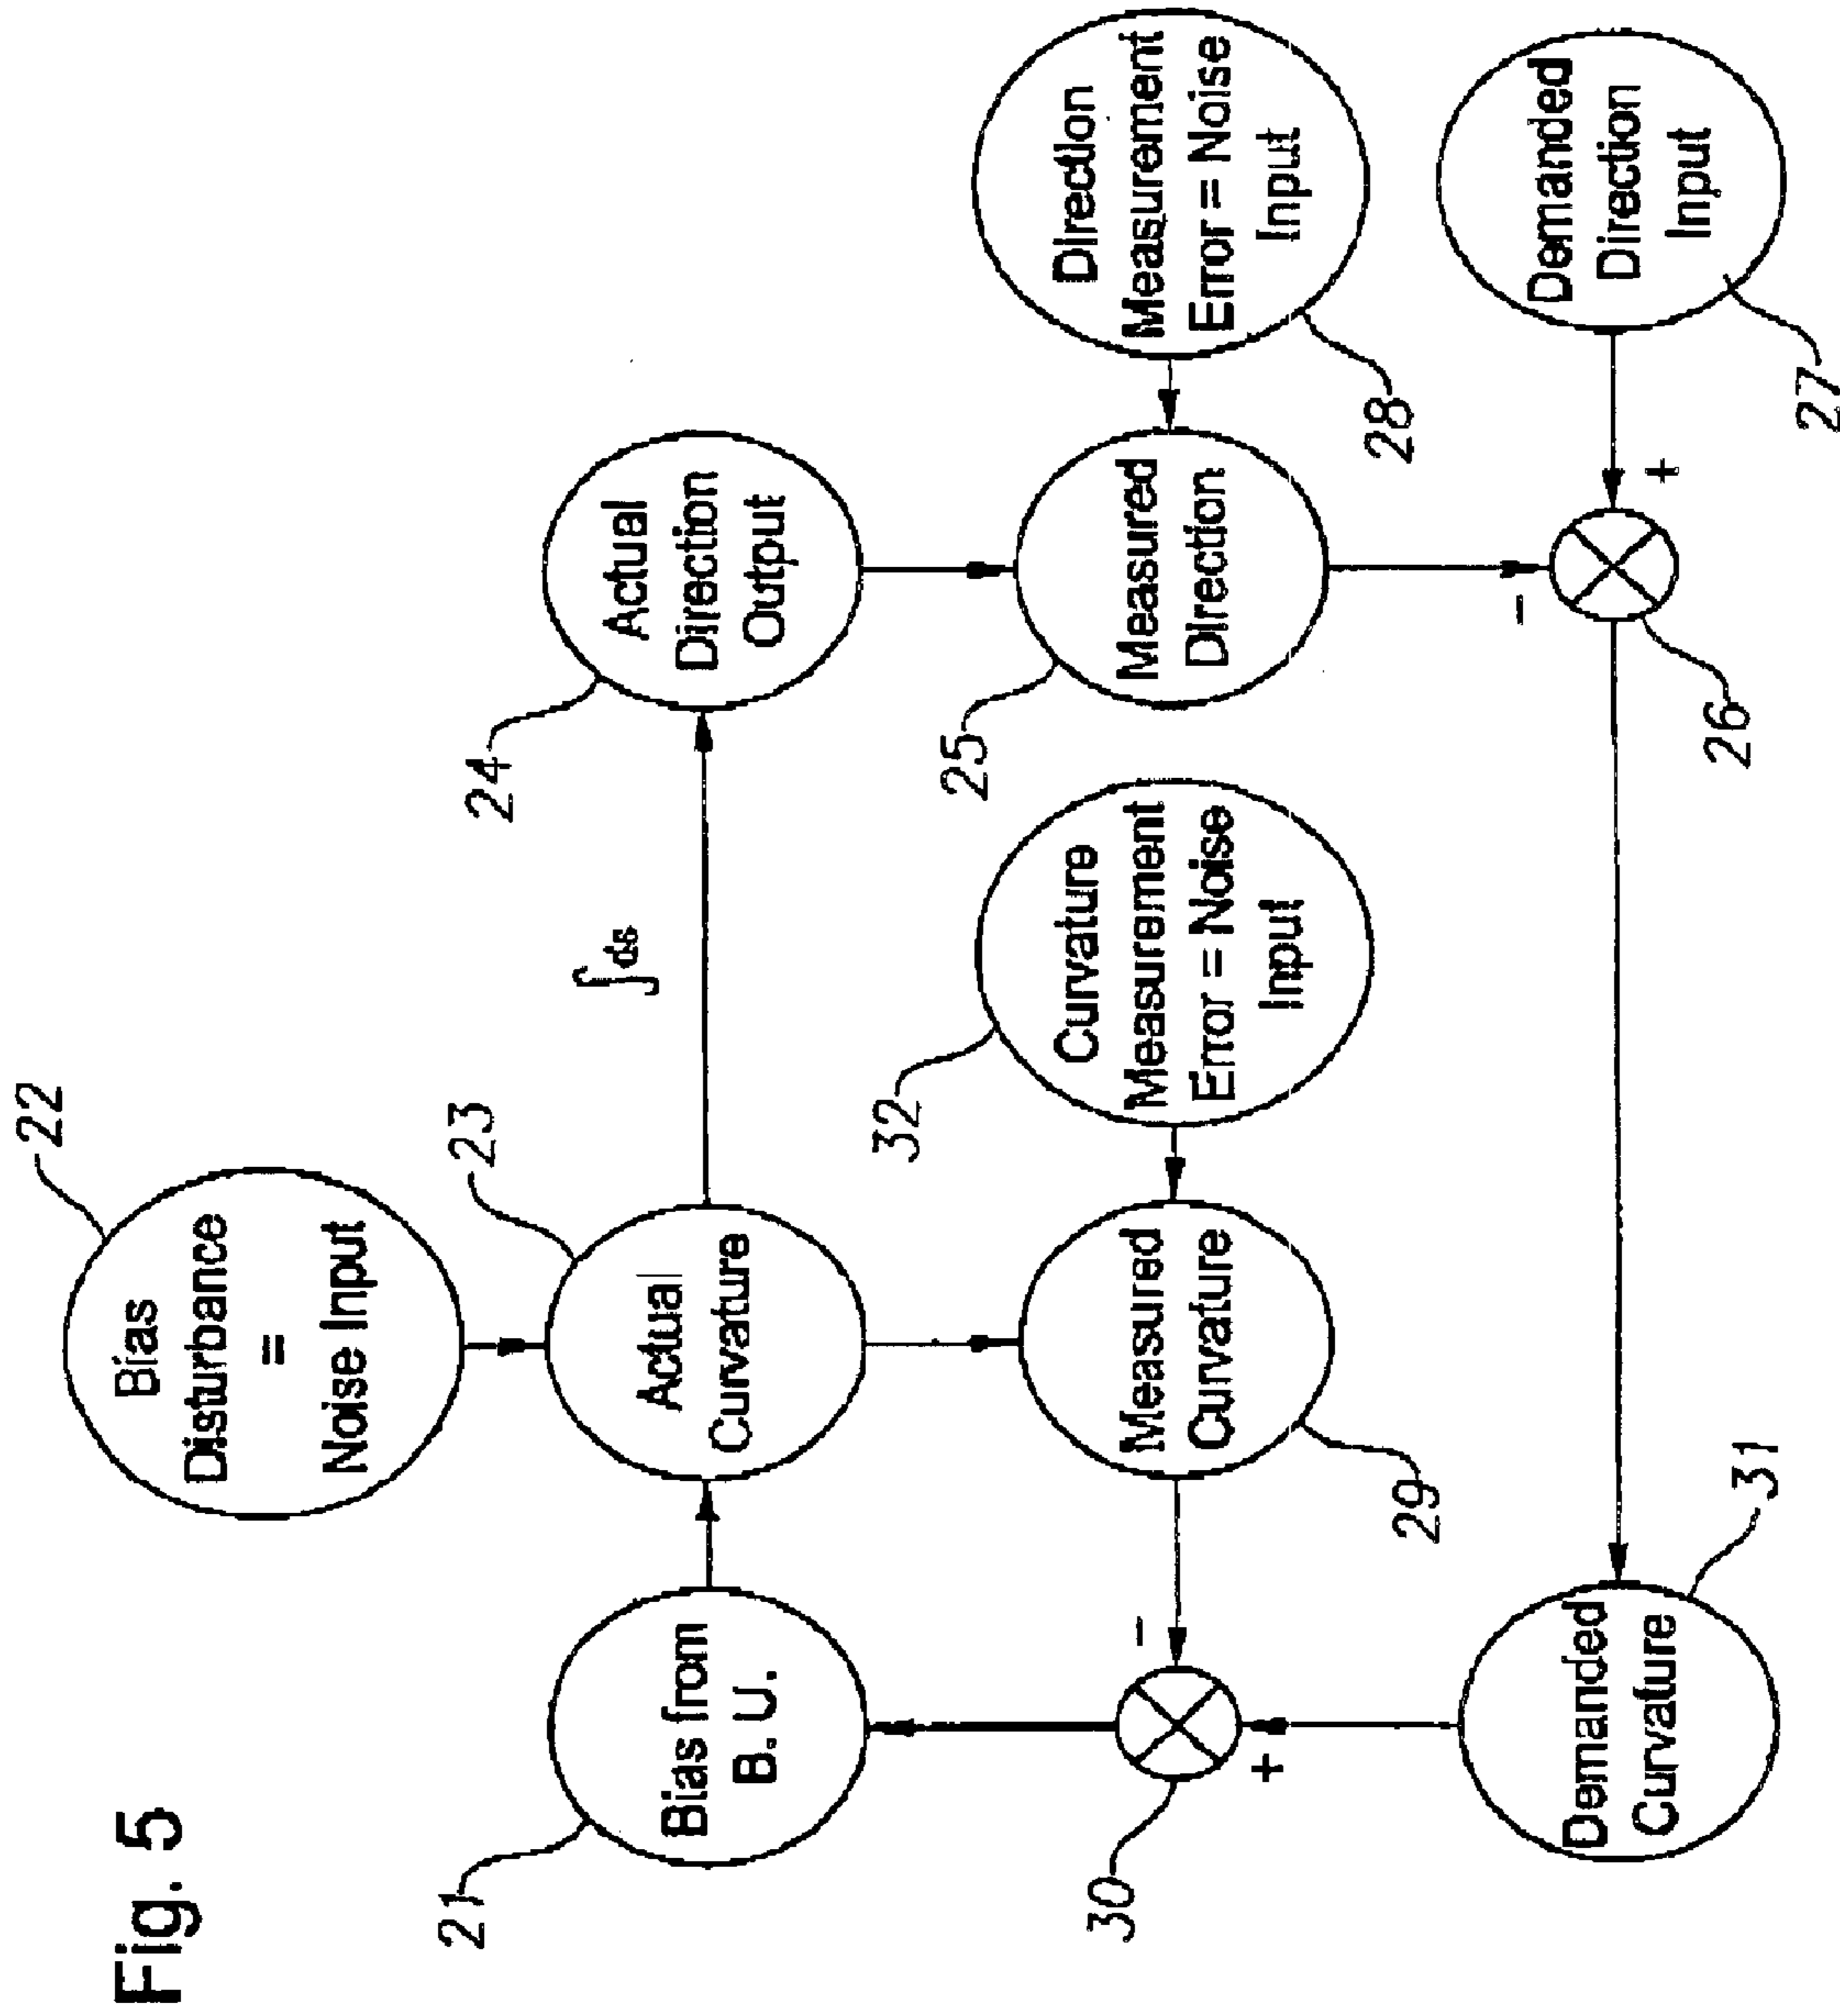 Fig. 5
22
Bias
Disturbance
=
Noise Input
21
Bias from
B. U.
23
Actual
Curvature
∫ds
24
Actual
Direction
Output
30
-
+
29
Measured
Curvature
32
Curvature
Measurement
Error = Noise
Input
25
Measured
Direction
28
Direction
Measurement
Error = Noise
Input
31
Demanded
Curvature
26
-
+
27
Demanded
Direction
Input